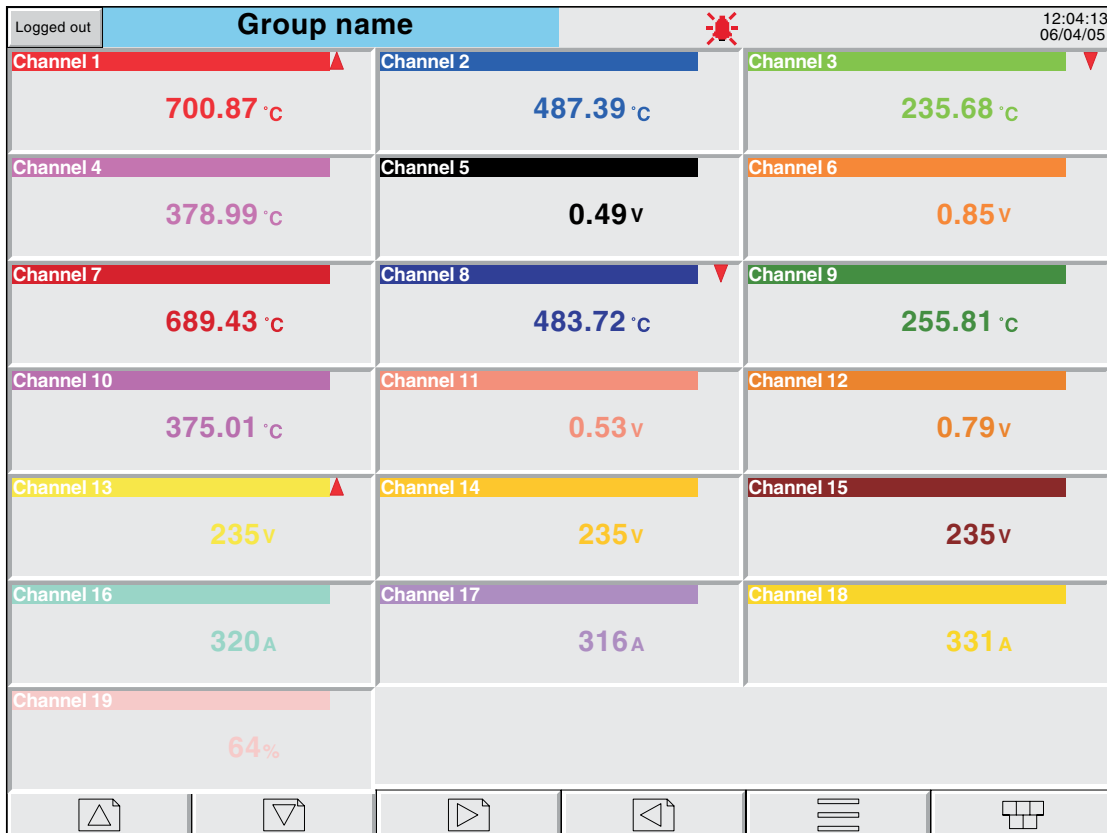 Logged out
Group name
12:04:13
06/04/05
Channel 1
700.87 °C
Channel 2
487.39 °C
Channel 3
235.68 °C
Channel 4
378.99 °C
Channel 5
0.49 V
Channel 6
0.85 V
Channel 7
689.43 °C
Channel 8
483.72 °C
Channel 9
255.81 °C
Channel 10
375.01 °C
Channel 11
0.53 V
Channel 12
0.79 V
Channel 13
235 V
Channel 14
235 V
Channel 15
235 V
Channel 16
320 A
Channel 17
316 A
Channel 18
331 A
Channel 19
64 %